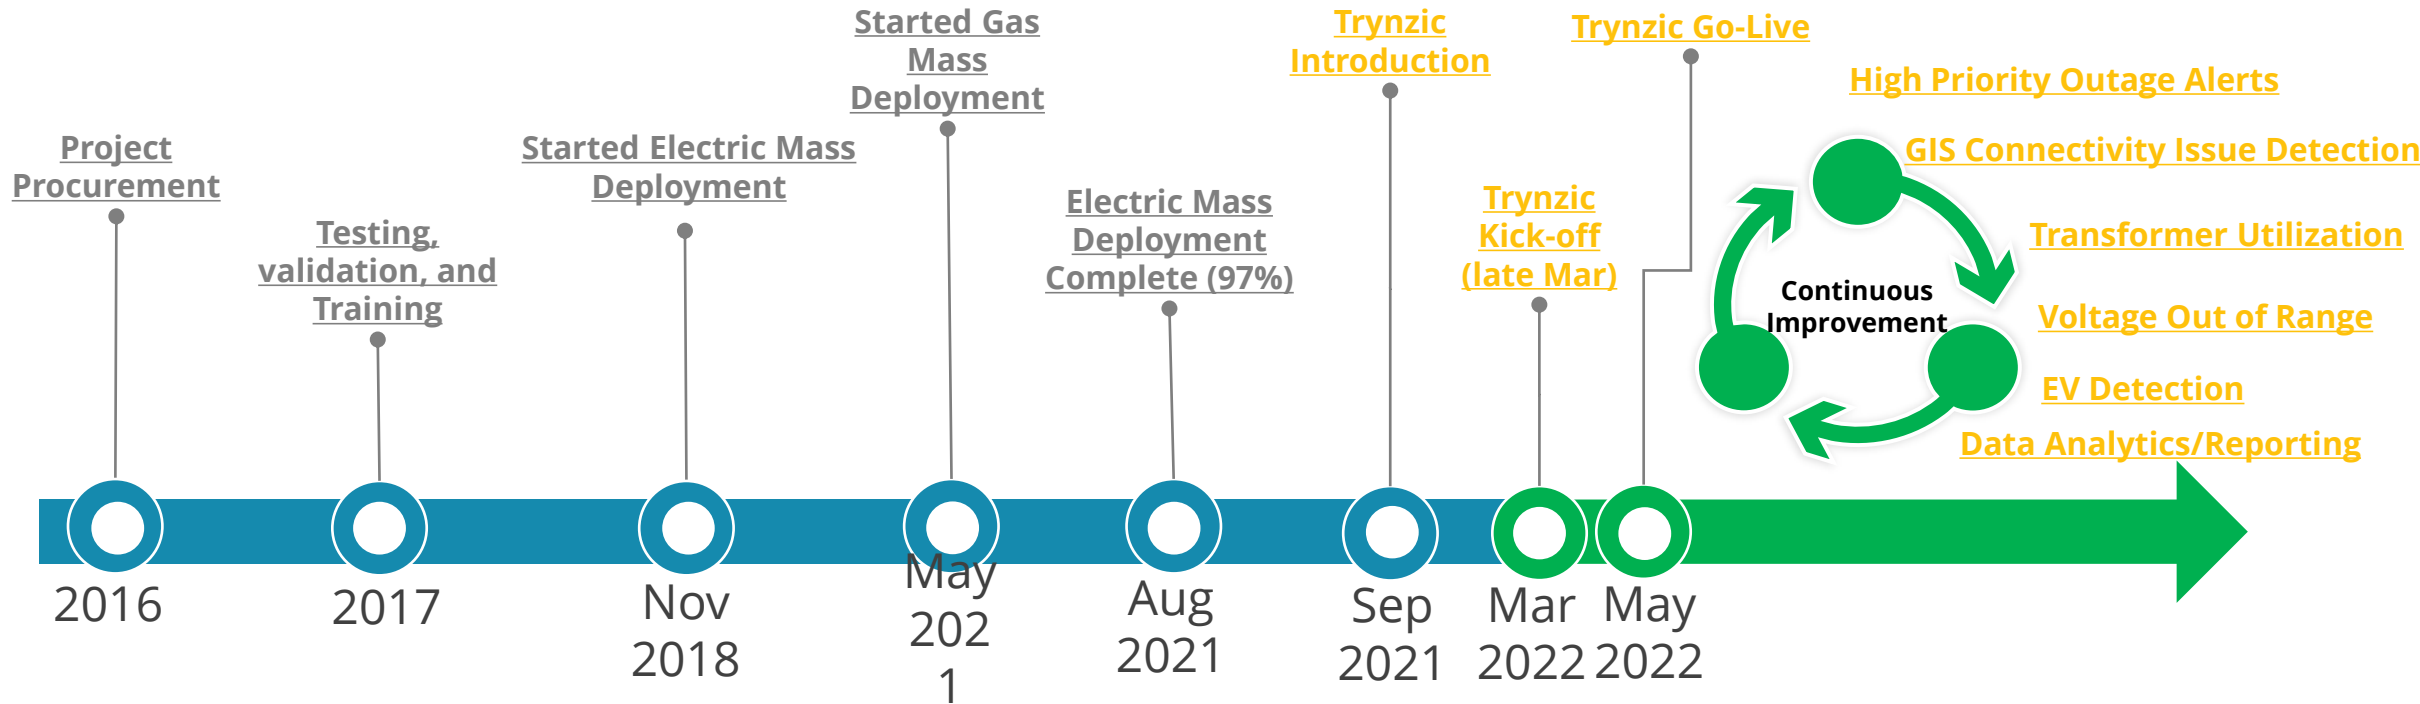 Project
Procurement
Testing,
validation, and
Training
Started Electric Mass
Deployment
Started Gas
Mass
Deployment
Electric Mass
Deployment
Complete (97%)
Trynzic
Introduction
Trynzic
Kick-off
(late Mar)
Trynzic Go-Live
High Priority Outage Alerts
GIS Connectivity Issue Detection
Transformer Utilization
Voltage Out of Range
EV Detection
Data Analytics/Reporting
Continuous
Improvement
2016
2017
Nov
2018
May
202
1
Aug
2021
Sep
2021
Mar
2022
May
2022